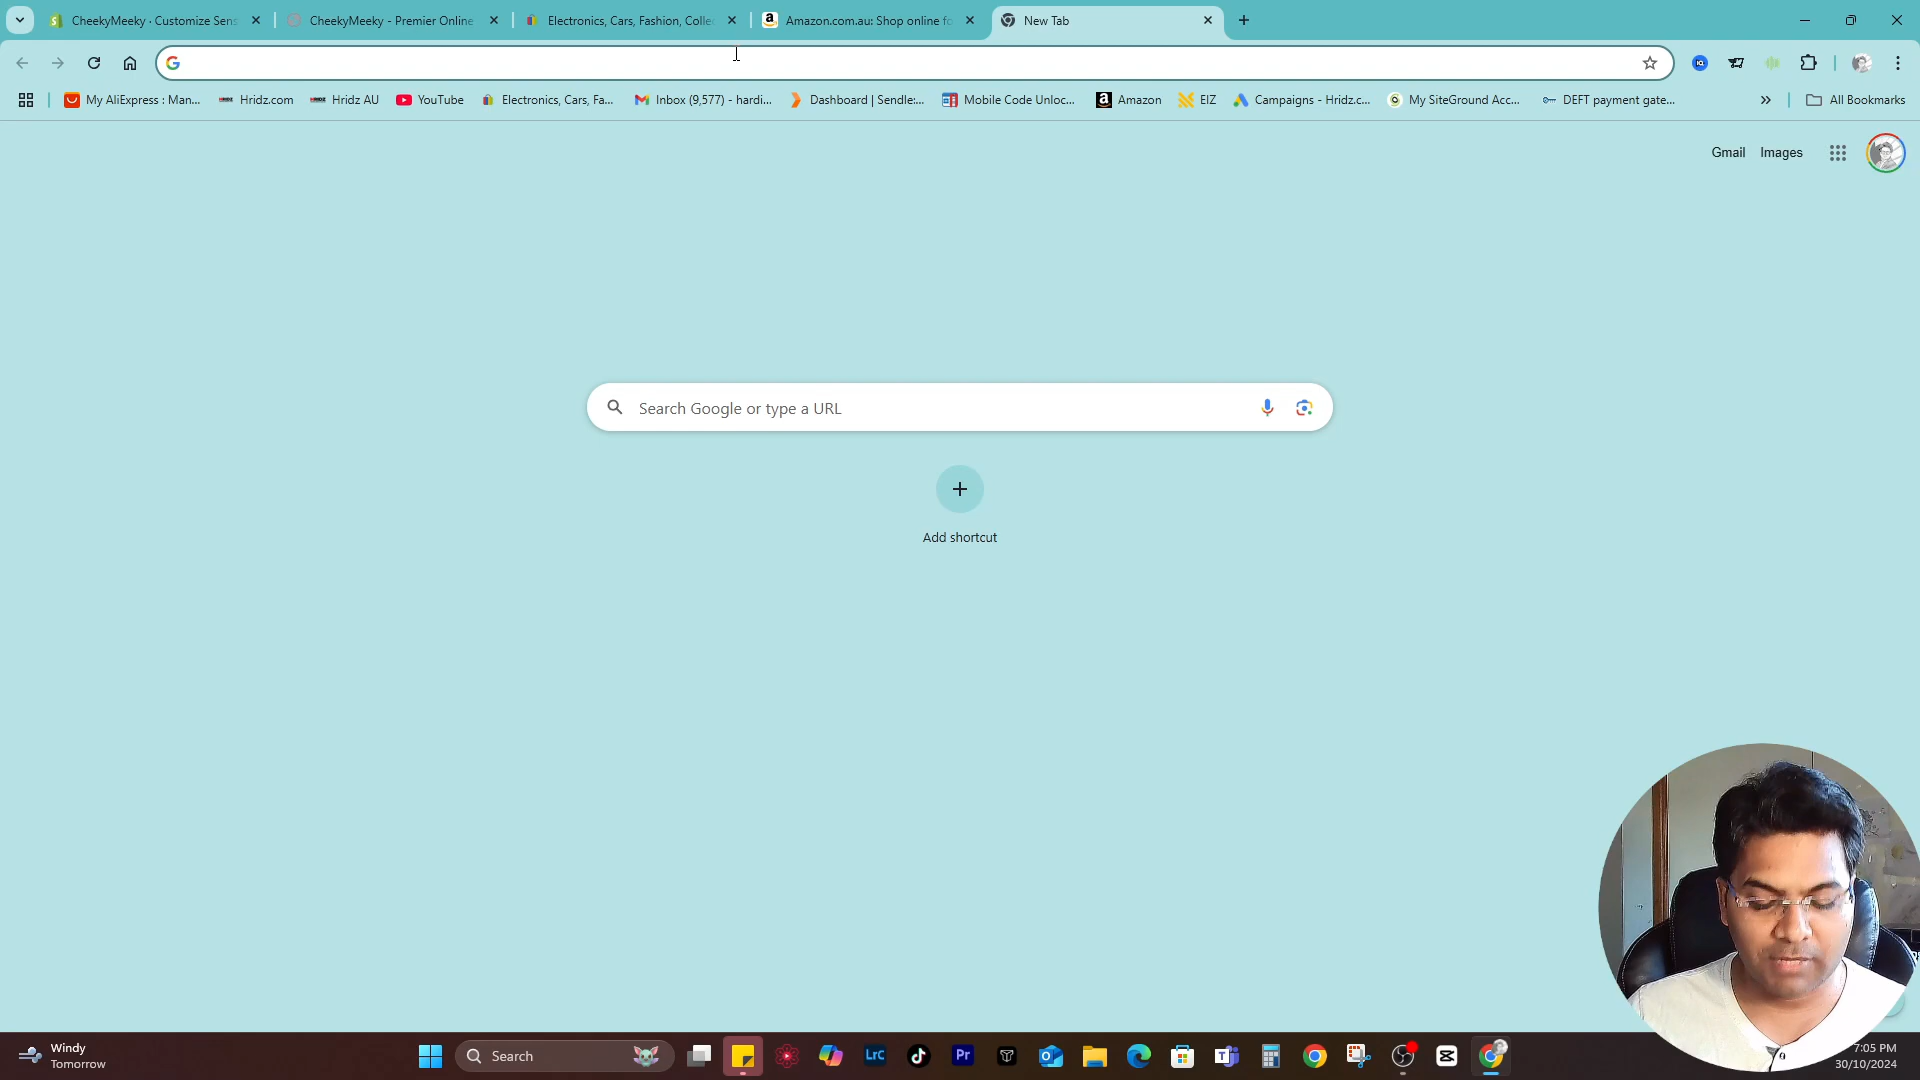 CheekyMeeky · Customize Sens
CheekyMeeky - Premier Online
Electronics, Cars, Fashion, Collec
Amazon.com.au: Shop online fo
New Tab
My AliExpress : Man...
Hridz.com
Hridz AU
YouTube
Electronics, Cars, Fa...
Inbox (9,577) - hardi...
Dashboard | Sendle:...
Mobile Code Unloc...
Amazon
EIZ
Campaigns - Hridz.c...
My SiteGround Acc...
DEFT payment gate...
All Bookmarks
Gmail
Images
Search Google or type a URL
Add shortcut
Windy
Tomorrow
Search
LrC
Pr
7:05 PM
30/10/2024